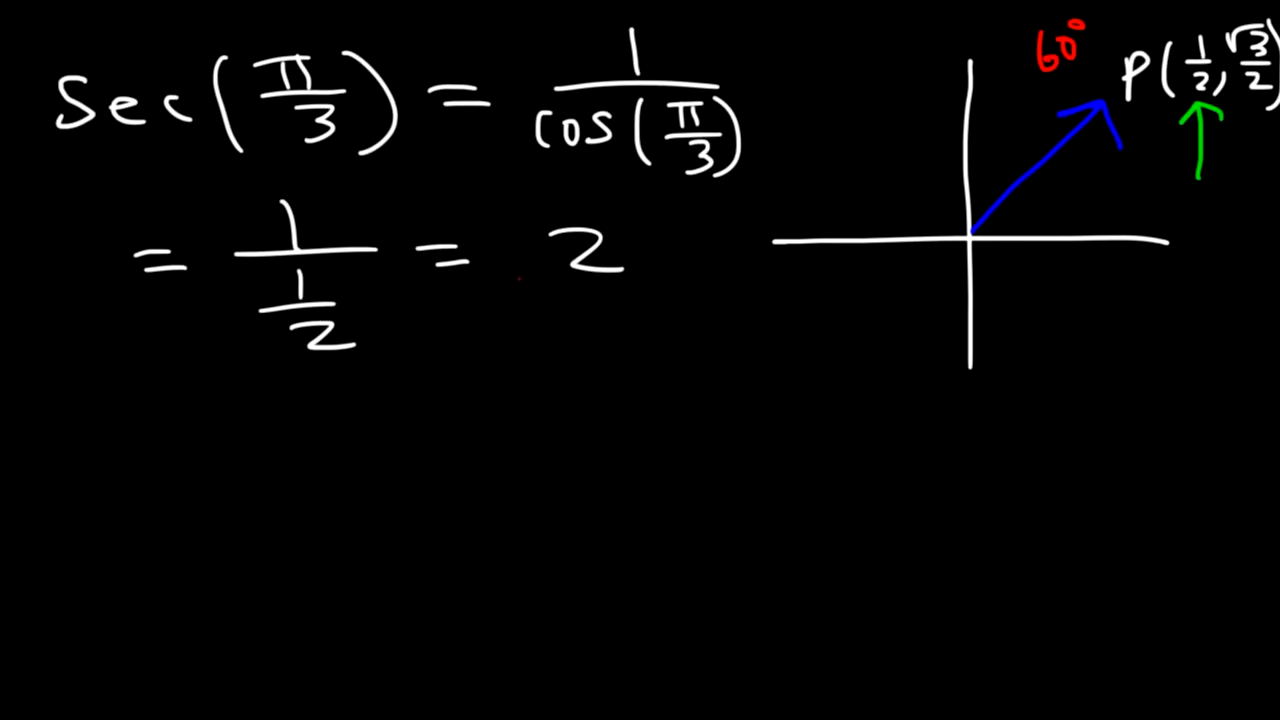 sec(π/3) = 1/cos(π/3)
= 1/(1/2) = 2
60°
P(1/2, √3/2)